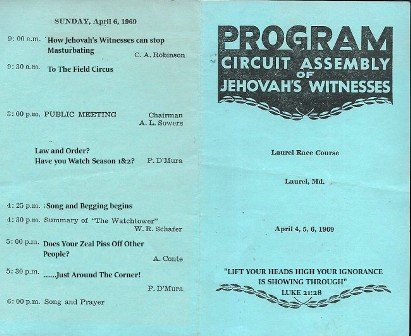 SUNDAY, April 6, 1969
9:00 a.m. How Jehovah's Witnesses can stop
Masturbating
C. A. Robinson
9:30 a.m. To The Field Circus
3:00 p.m. PUBLIC MEETING Chairman
A. L. Sowers
Law and Order?
Have you Watch Season 1&2? P. D'Mura
4:25 p.m. Song and Begging begins
4:30 p.m. Summary of "The Watchtower"
W. R. Schafer
5:00 p.m. Does Your Zeal Piss Off Other
People?
A. Conte
5:30 p.m. ......Just Around The Corner!
P. D'Mura
6:00 p.m. Song and Prayer
PROGRAM
CIRCUIT ASSEMBLY
OF
JEHOVAH'S WITNESSES
Laurel Race Course
Laurel, Md.
April 4, 5, 6, 1969
"LIFT YOUR HEADS HIGH YOUR IGNORANCE
IS SHOWING THROUGH"
LUKE 21:28